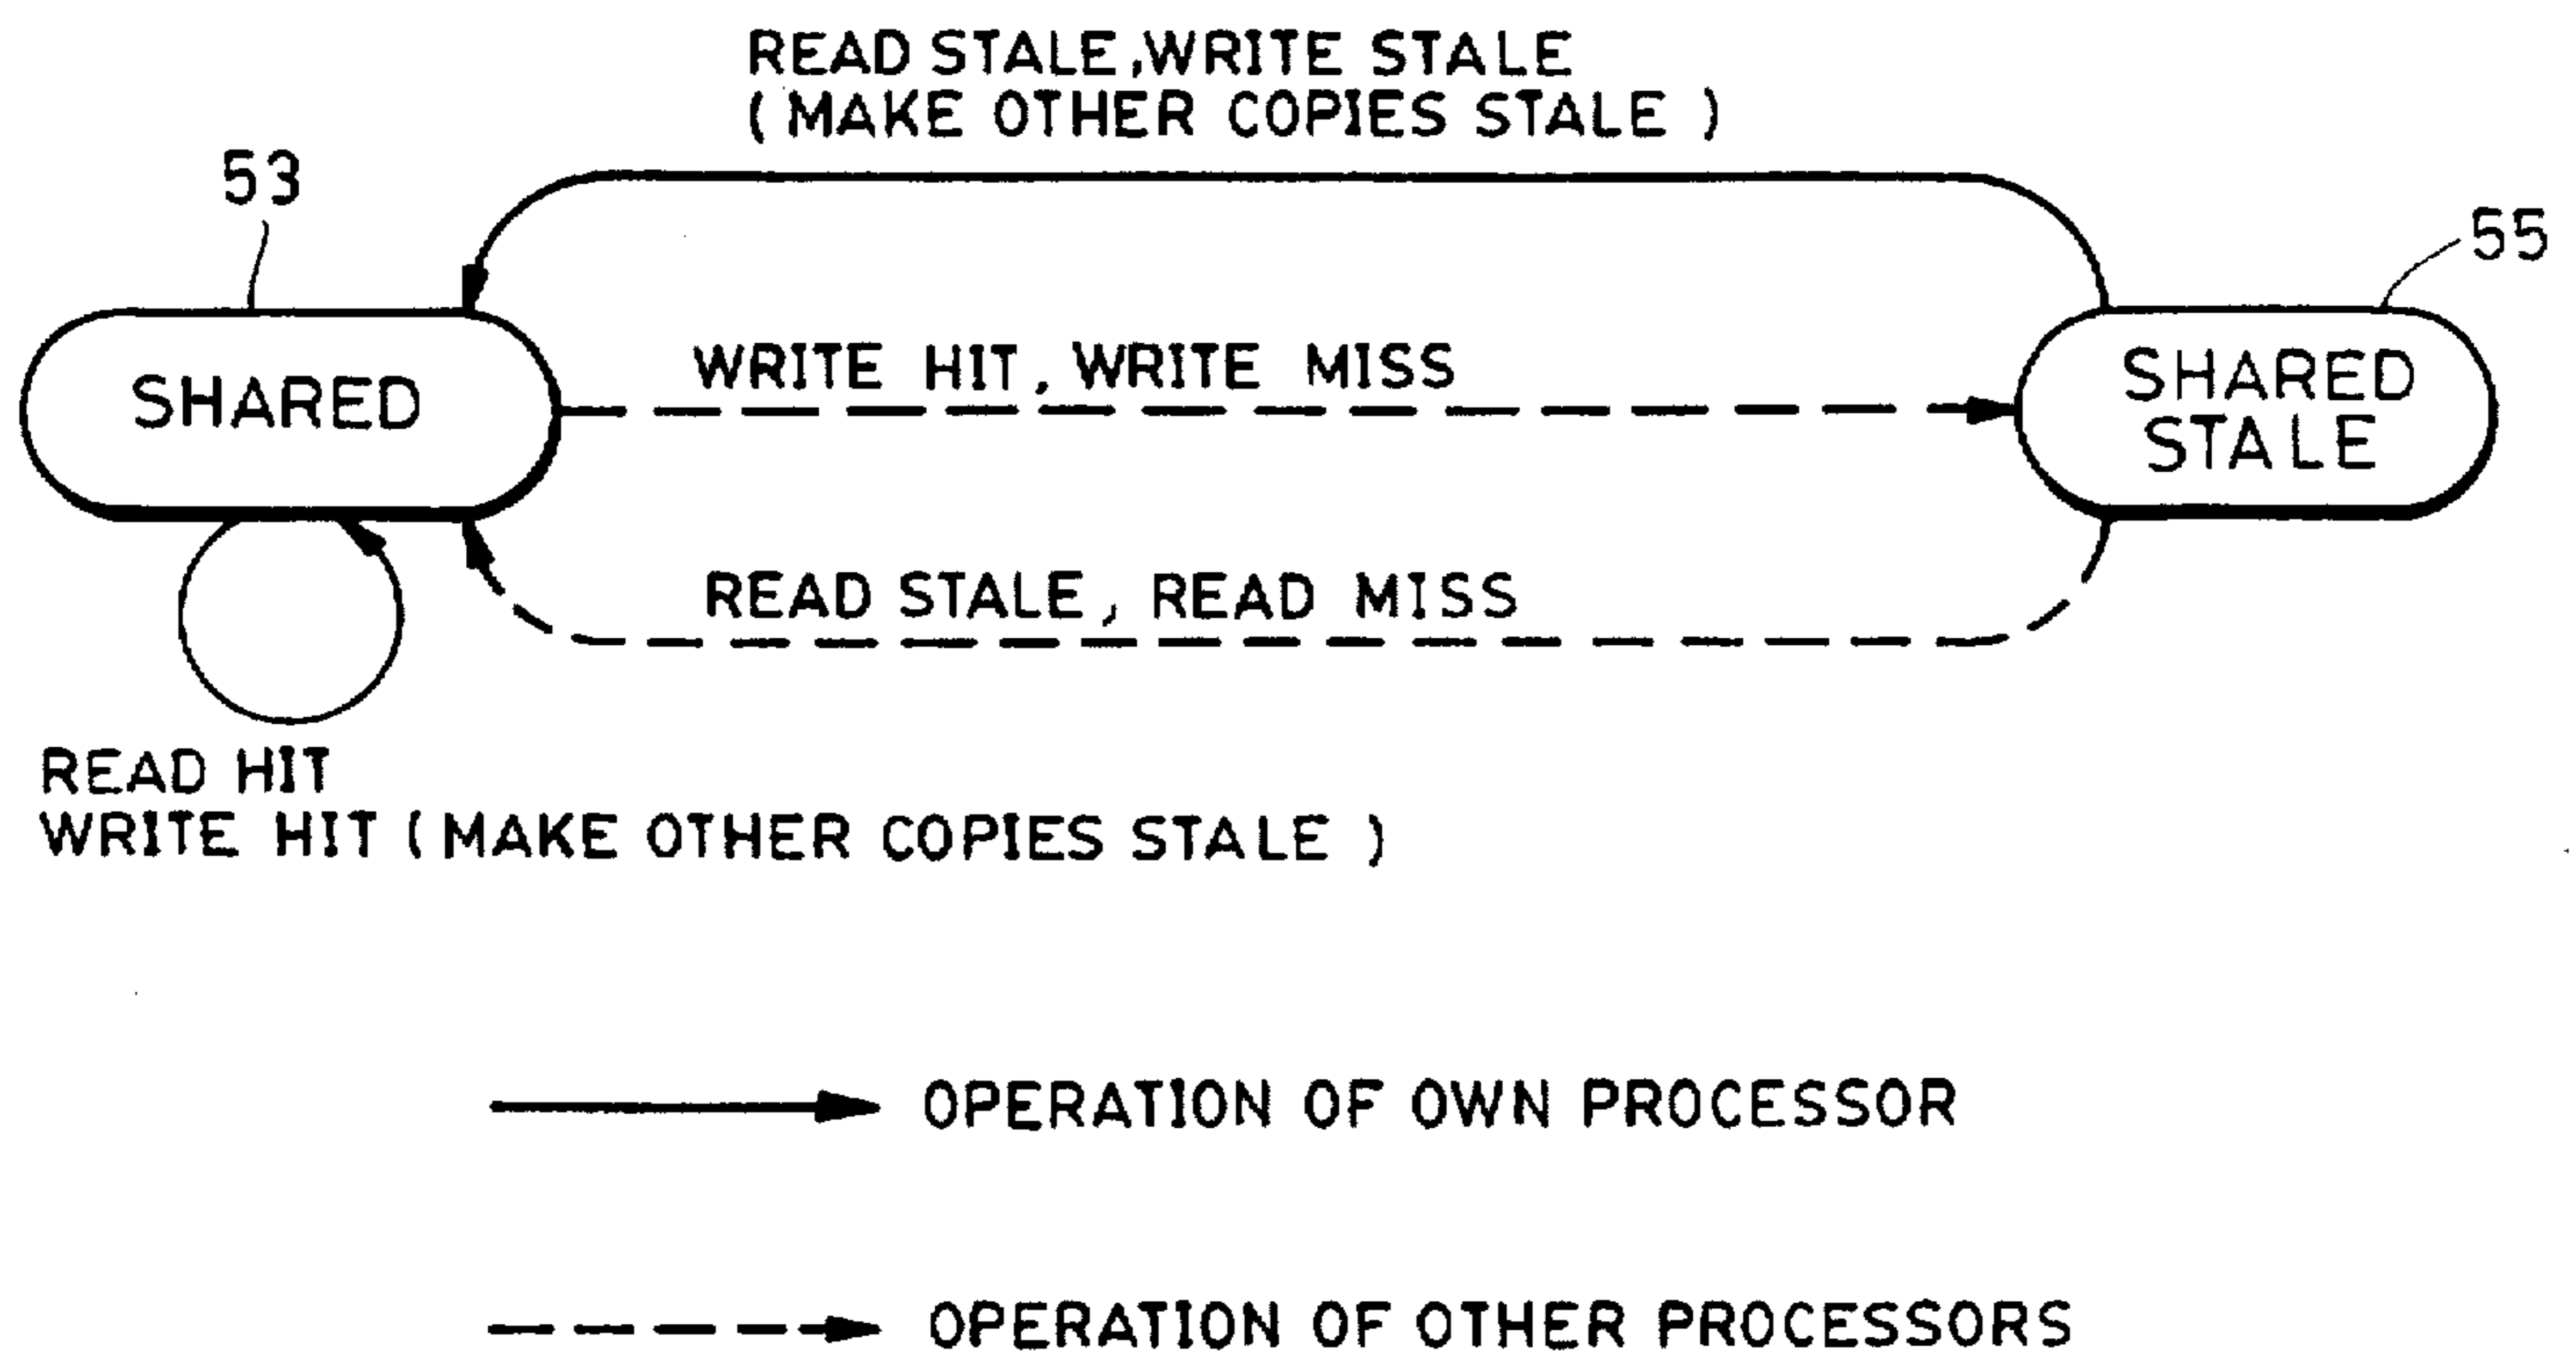 READ STALE, WRITE STALE
( MAKE OTHER COPIES STALE )
53
55
SHARED
WRITE HIT, WRITE MISS
SHARED
STALE
READ STALE, READ MISS
READ HIT
WRITE HIT ( MAKE OTHER COPIES STALE )
OPERATION OF OWN PROCESSOR
OPERATION OF OTHER PROCESSORS